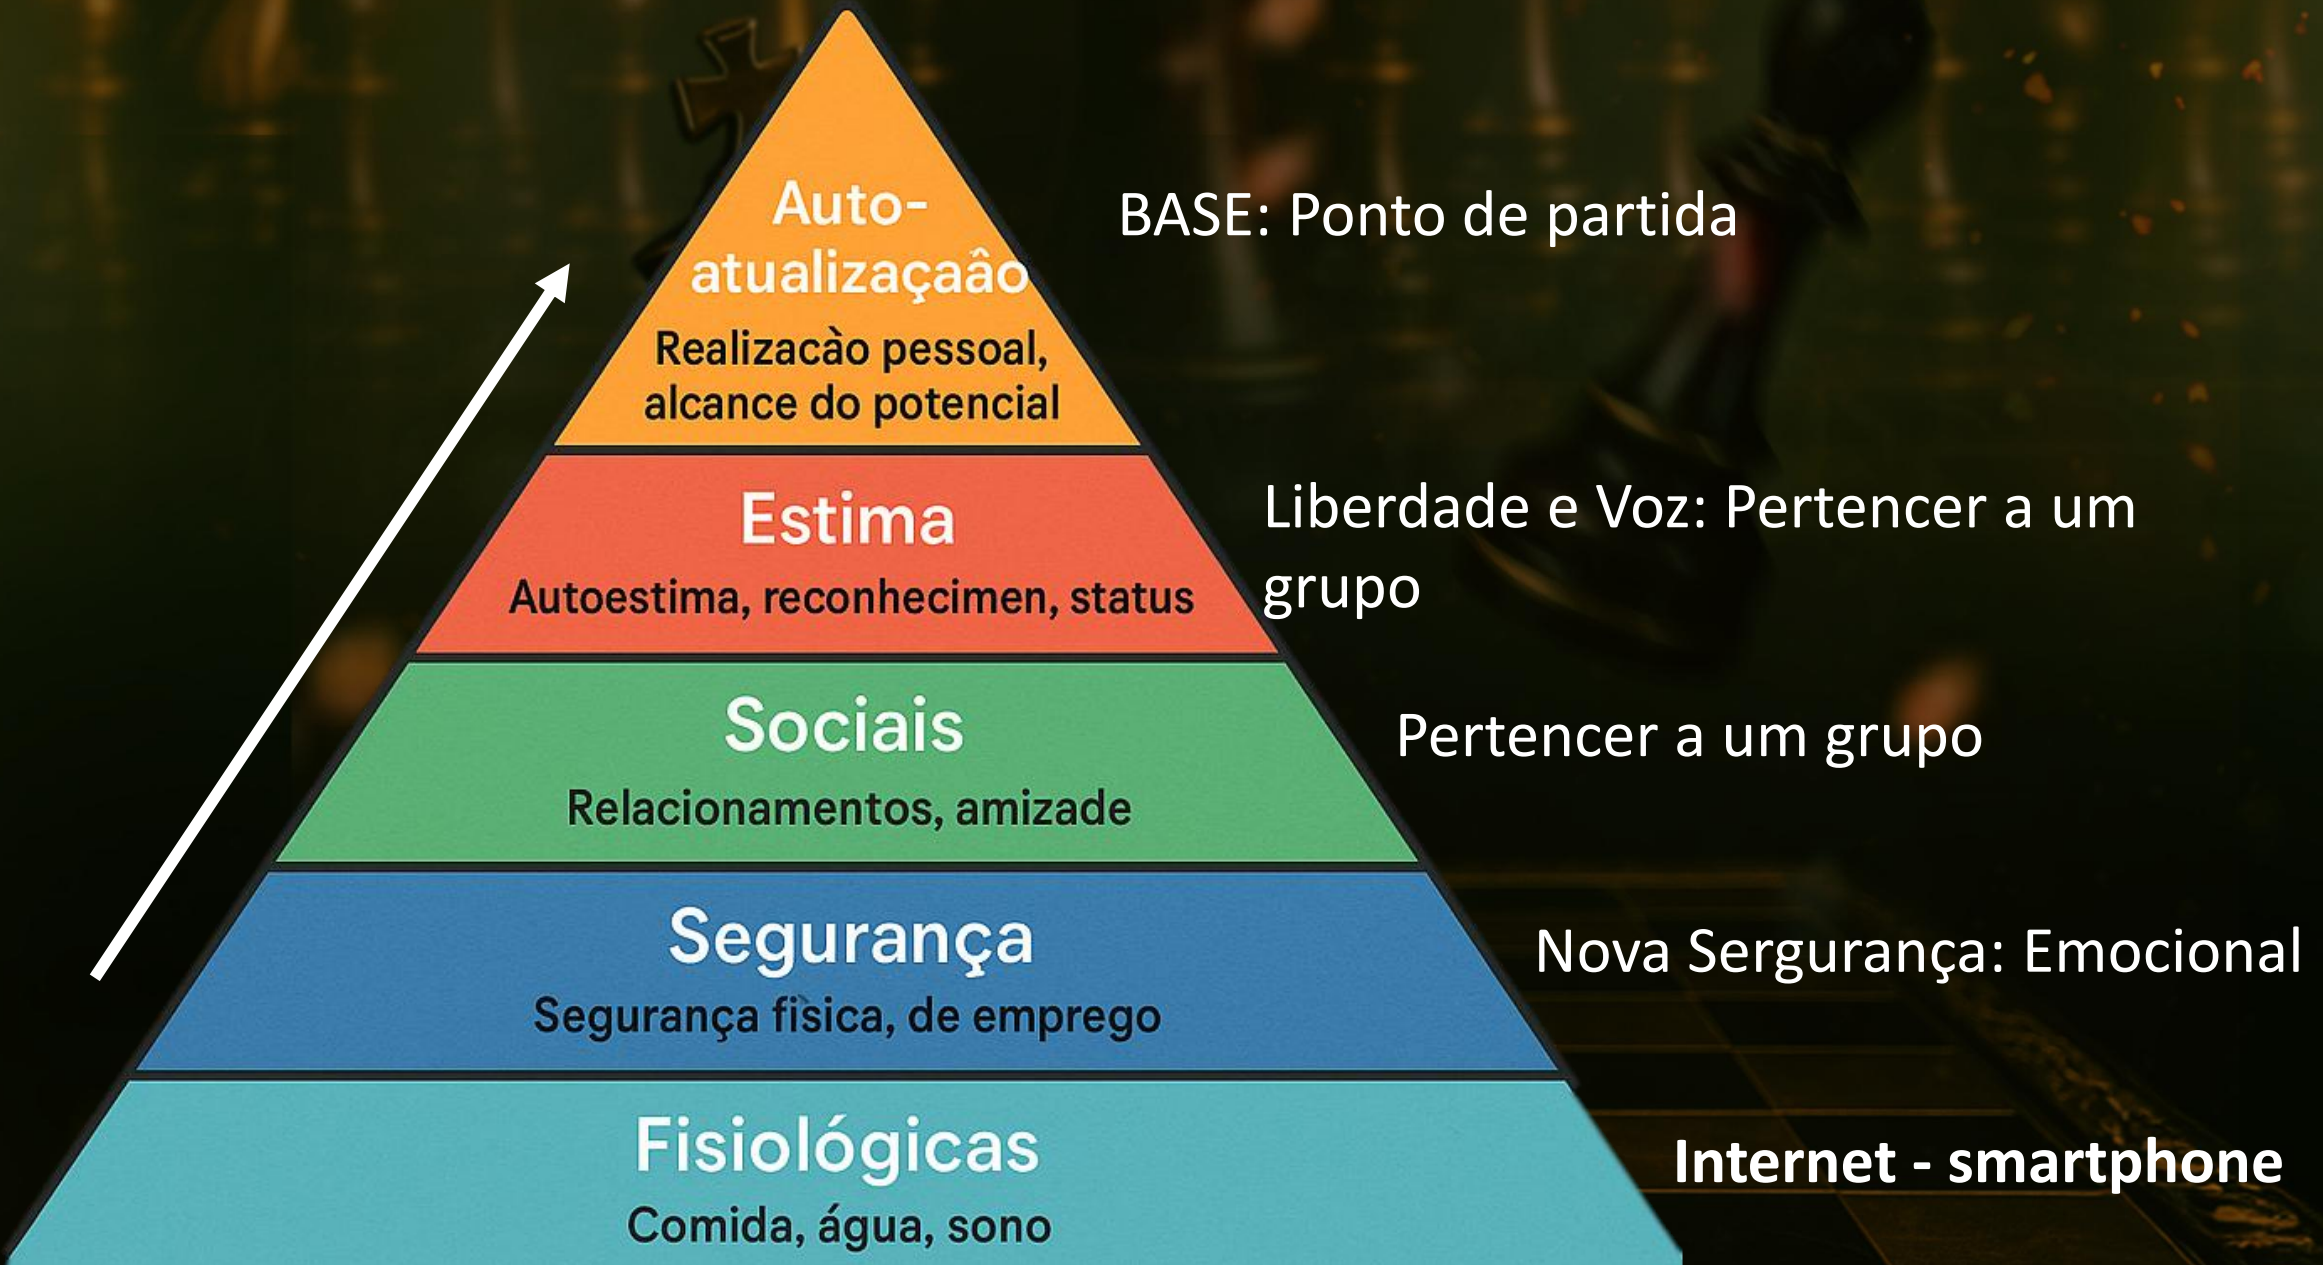 Auto-
atualizaçaâo
BASE: Ponto de partida
Realizacào pessoal,
alcance do potencial
Estima
Autoestima, reconhecimen, status
Liberdade e Voz: Pertencer a um
grupo
Sociais
Relacionamentos, amizade
Pertencer a um grupo
Segurança
Segurança fìsica, de emprego
Nova Sergurança: Emocional
Fisiológicas
Comida, água, sono
Internet - smartphone